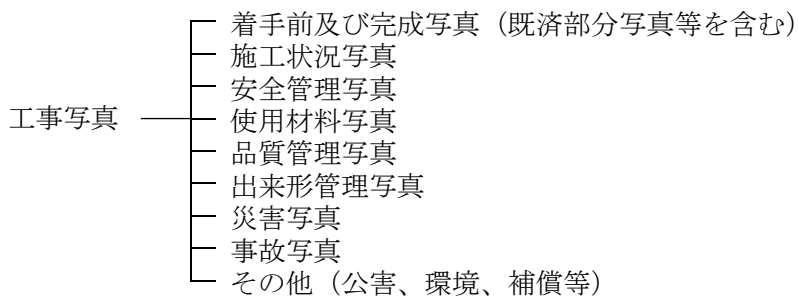 着手前及び完成写真（既済部分写真等を含む）
施工状況写真
安全管理写真
工事写真
使用材料写真
品質管理写真
出来形管理写真
災害写真
事故写真
その他（公害、環境、補償等）